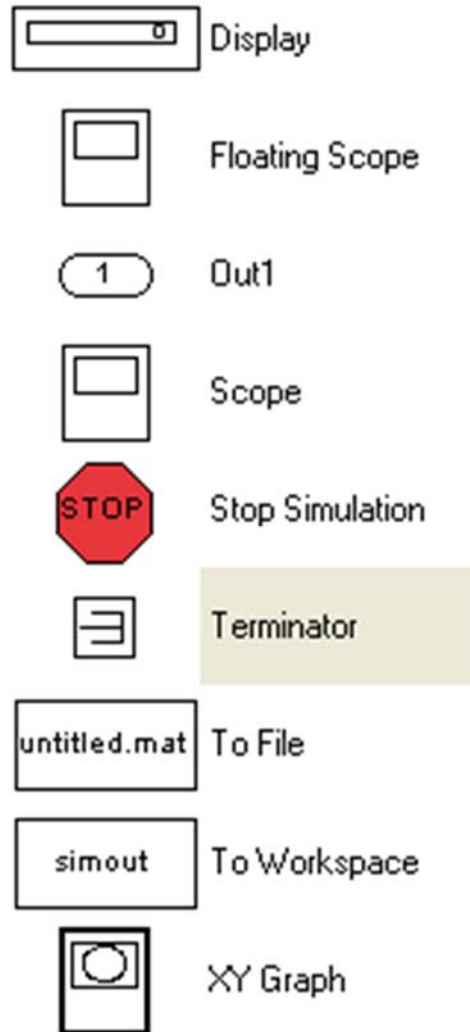 0 Display
Floating Scope
1 Out1
Scope
STOP Stop Simulation
Terminator
untitled.mat To File
simout To Workspace
XY Graph